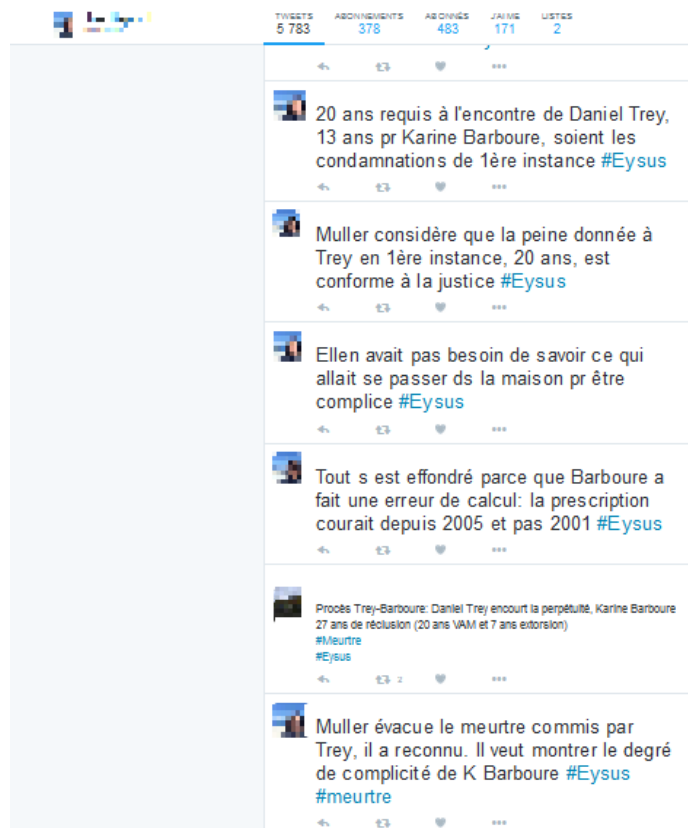 TWEETS ABONNEMENTS ABONNÉS J'AIME LISTES
5 783 378 483 171 2
20 ans requis à l'encontre de Daniel Trey,
13 ans pr Karine Barboure, soient les
condamnations de 1ère instance #Eysus
Muller considère que la peine donnée à
Trey en 1ère instance, 20 ans, est
conforme à la justice #Eysus
Ellen avait pas besoin de savoir ce qui
allait se passer ds la maison pr être
complice #Eysus
Tout s est effondré parce que Barboure a
fait une erreur de calcul: la prescription
courait depuis 2005 et pas 2001 #Eysus
Procès Trey-Barboure: Daniel Trey encourt la perpétuité, Karine Barboure
27 ans de réclusion (20 ans VAM et 7 ans extorsion)
#Meurtre
#Eysus
2
Muller évacue le meurtre commis par
Trey, il a reconnu. Il veut montrer le degré
de complicité de K Barboure #Eysus
#meurtre